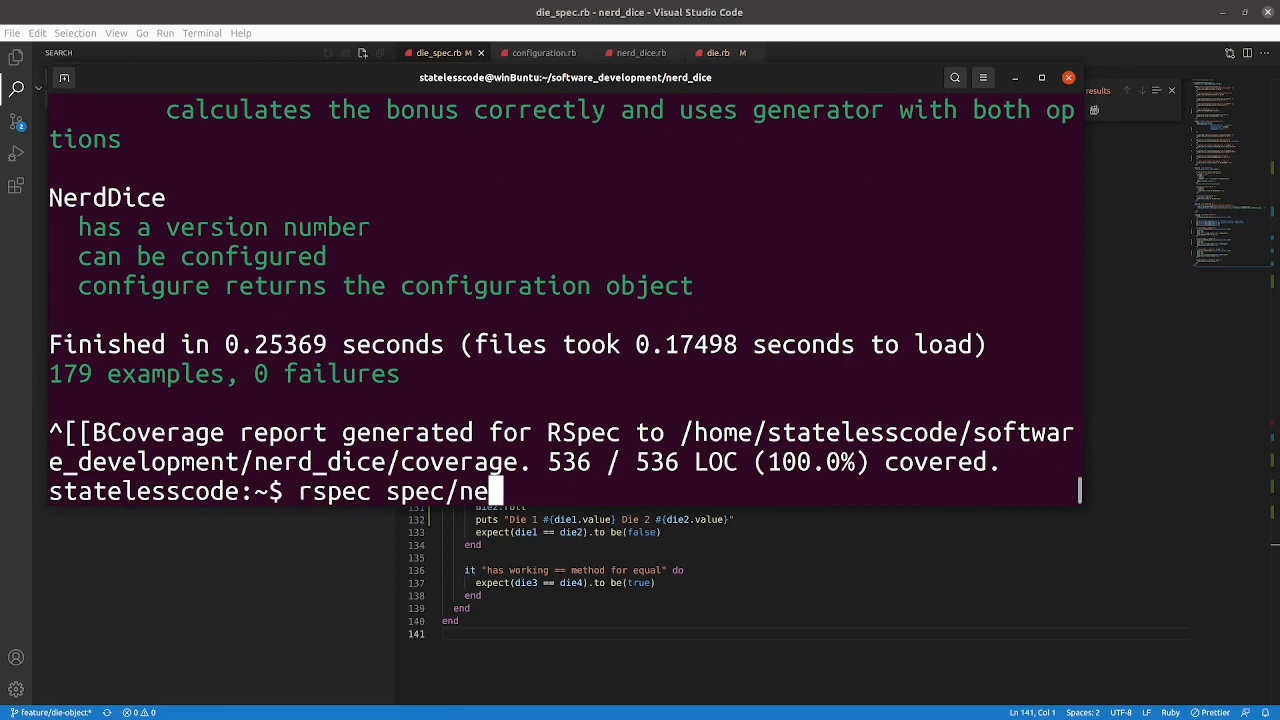 die_spec.rb - nerd_dice - Visual Studio Code
File Edit Selection View Go Run Terminal Help
SEARCH
die_spec.rb M
configuration.rb
nerd_dice.rb
die.rb M
statelesscode@winBuntu:~/software_development/nerd_dice
results
calculates the bonus correctly and uses generator with both op
tions
NerdDice
has a version number
can be configured
configure returns the configuration object
Finished in 0.25369 seconds (files took 0.17498 seconds to load)
179 examples, 0 failures
^[[BCoverage report generated for RSpec to /home/statelesscode/softwar
e_development/nerd_dice/coverage. 536 / 536 LOC (100.0%) covered.
statelesscode:~$ rspec spec/ne
131 die2.roll
132 puts "Die 1 #{die1.value} Die 2 #{die2.value}"
133 expect(die1 == die2).to be(false)
134 end
135
136 it "has working == method for equal" do
137 expect(die3 == die4).to be(true)
138 end
139 end
140 end
141
2
feature/die-object* 0 0 Ln 141, Col 1 Spaces: 2 UTF-8 LF Ruby Prettier